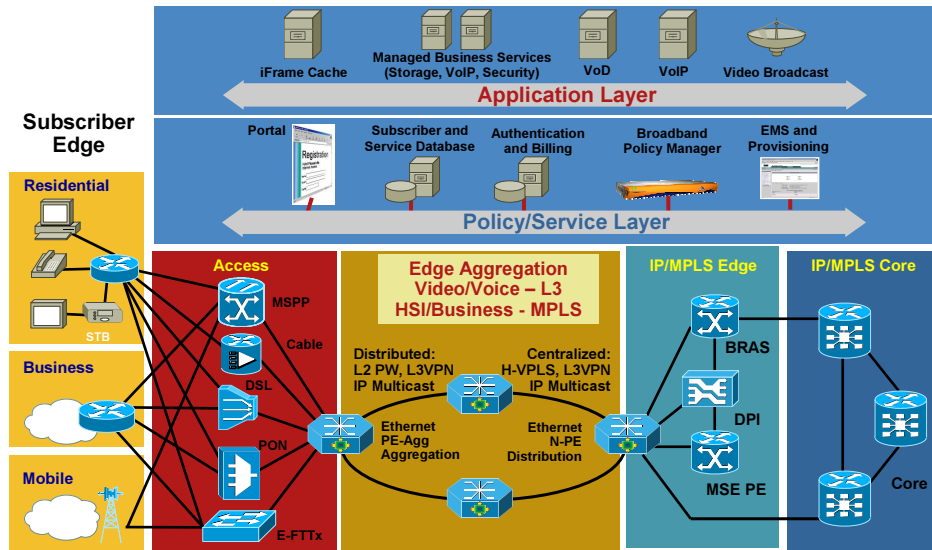 iFrame Cache
Managed Business Services
(Storage, VoIP, Security)
VoD
VoIP
Video Broadcast
Application Layer
Subscriber
Edge
Portal
Registration
Subscriber and
Service Database
Authentication
and Billing
Broadband
Policy Manager
EMS and
Provisioning
Policy/Service Layer
Residential
STB
Business
Mobile
Access
MSPP
Cable
DSL
PON
E-FTTx
Edge Aggregation
Video/Voice – L3
HSI/Business - MPLS
Distributed:
L2 PW, L3VPN
IP Multicast
Centralized:
H-VPLS, L3VPN
IP Multicast
Ethernet
PE-Agg
Aggregation
Ethernet
N-PE
Distribution
IP/MPLS Edge
BRAS
DPI
MSE PE
IP/MPLS Core
Core